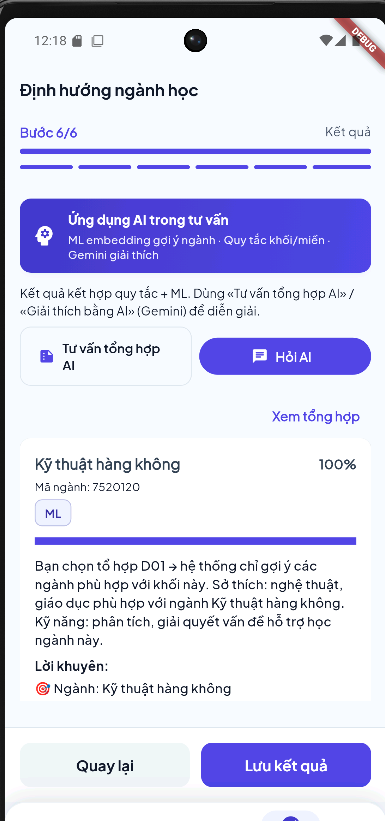 12:18
DEBUG
Định hướng ngành học
Bước 6/6
Kết quả
Ứng dụng AI trong tư vấn
ML embedding gợi ý ngành · Quy tắc khối/miền ·
Gemini giải thích
Kết quả kết hợp quy tắc + ML. Dùng «Tư vấn tổng hợp AI» /
«Giải thích bằng AI» (Gemini) để diễn giải.
Tư vấn tổng hợp
AI
Hỏi AI
Xem tổng hợp
Kỹ thuật hàng không
100%
Mã ngành: 7520120
ML
Bạn chọn tổ hợp D01 → hệ thống chỉ gợi ý các
ngành phù hợp với khối này. Sở thích: nghệ thuật,
giáo dục phù hợp với ngành Kỹ thuật hàng không.
Kỹ năng: phân tích, giải quyết vấn đề hỗ trợ học
ngành này.
Lời khuyên:
🎯 Ngành: Kỹ thuật hàng không
Quay lại
Lưu kết quả